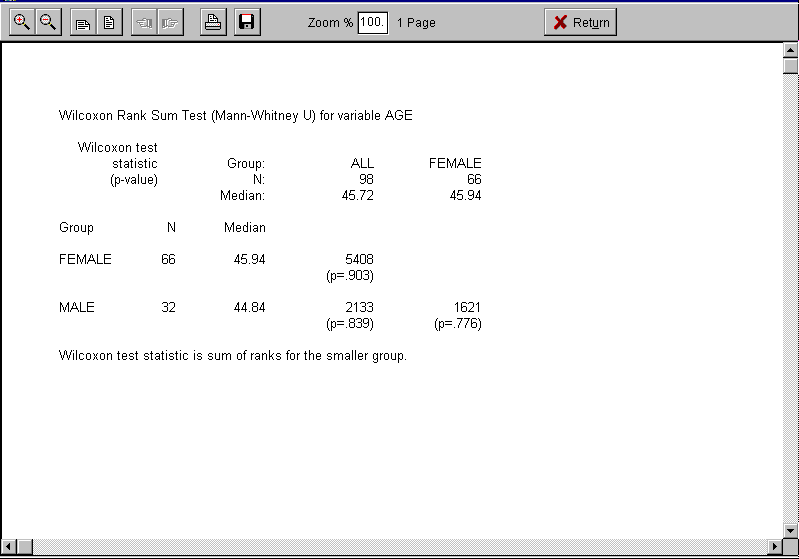 Zoom % 100. 1 Page Return
Wilcoxon Rank Sum Test (Mann-Whitney U) for variable AGE
Wilcoxon test
statistic Group: ALL FEMALE
(p-value) N: 98 66
Median: 45.72 45.94
Group N Median
FEMALE 66 45.94 5408
(p=.903)
MALE 32 44.84 2133 1621
(p=.839) (p=.776)
Wilcoxon test statistic is sum of ranks for the smaller group.